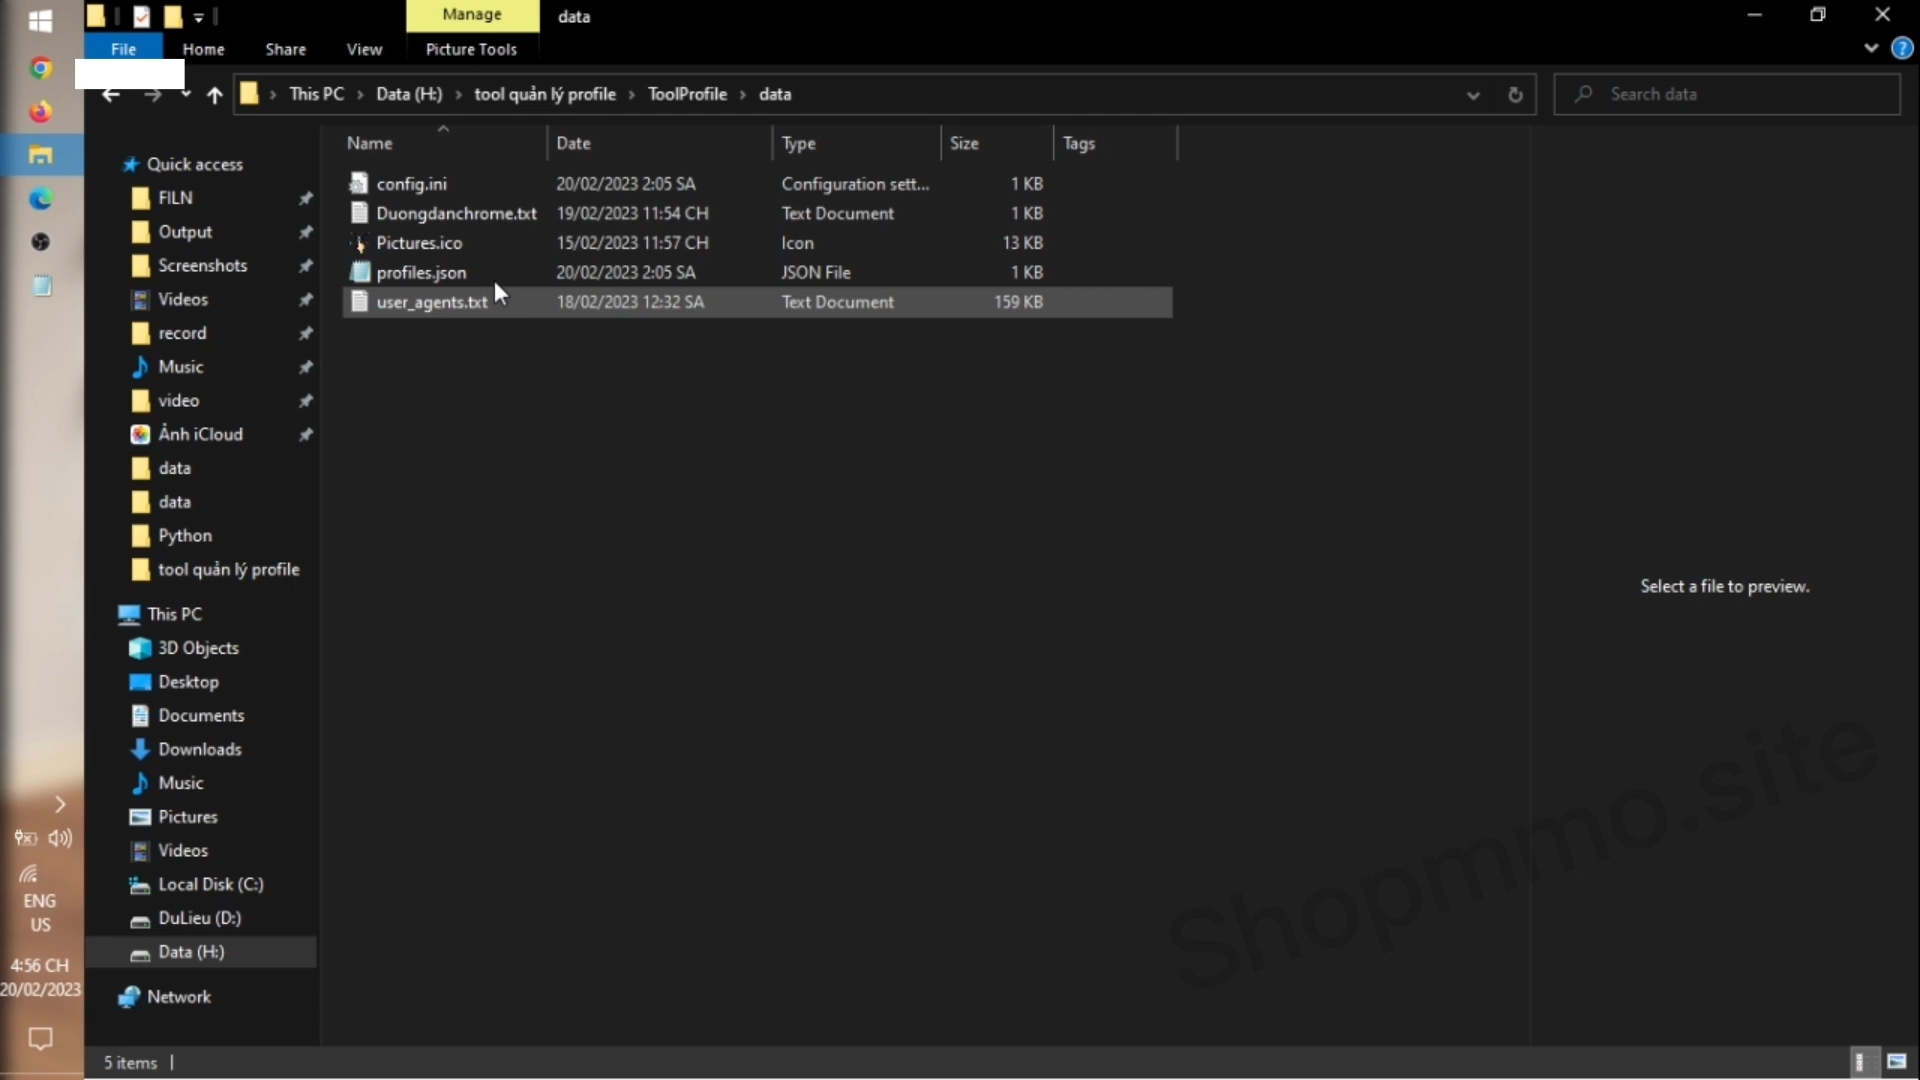 Manage
data
File
Home
Share
View
Picture Tools
This PC
Data (H:)
tool quản lý profile
ToolProfile
data
Search data
Name
Date
Type
Size
Tags
config.ini 20/02/2023 2:05 SA Configuration sett... 1 KB
Duongdanchrome.txt 19/02/2023 11:54 CH Text Document 1 KB
Pictures.ico 15/02/2023 11:57 CH Icon 13 KB
profiles.json 20/02/2023 2:05 SA JSON File 1 KB
user_agents.txt 18/02/2023 12:32 SA Text Document 159 KB
Quick access
FILN
Output
Screenshots
Videos
record
Music
video
Ảnh iCloud
data
data
Python
tool quản lý profile
This PC
3D Objects
Desktop
Documents
Downloads
Music
Pictures
Videos
Local Disk (C:)
DuLieu (D:)
Data (H:)
Network
Select a file to preview.
Shopmmo.site
ENG
US
4:56 CH
20/02/2023
5 items